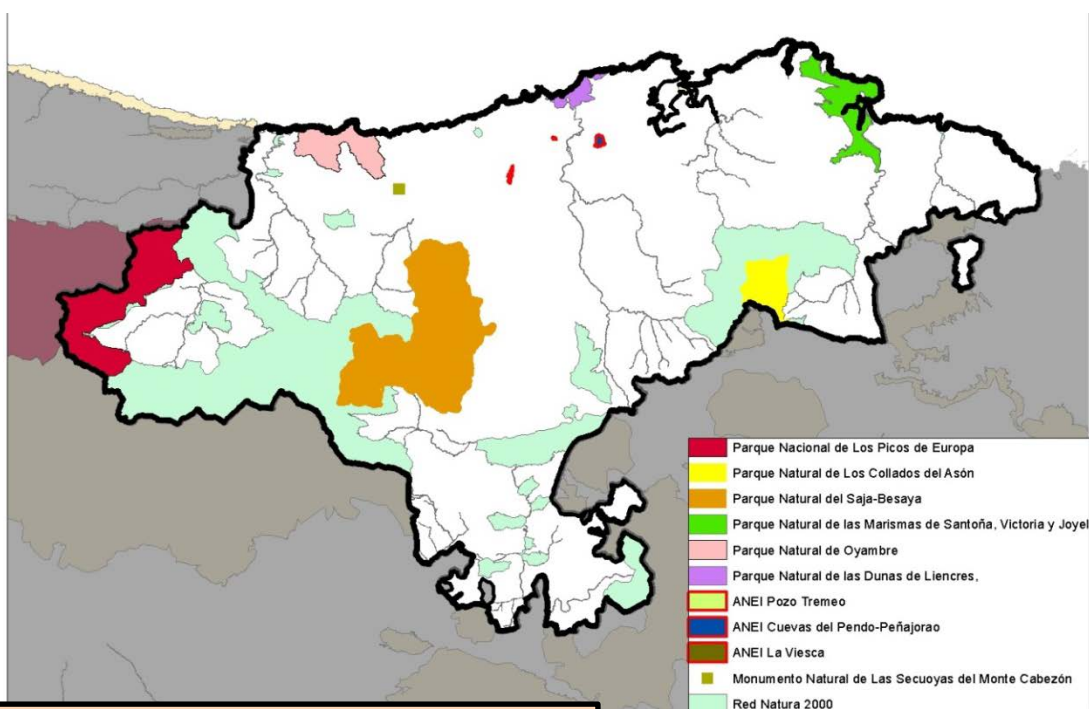 Parque Nacional de Los Picos de Europa
Parque Natural de Los Collados del Asón
Parque Natural del Saja-Besaya
Parque Natural de las Marismas de Santoña, Victoria y Joyel
Parque Natural de Oyambre
Parque Natural de las Dunas de Liencres,
ANEI Pozo Tremeo
ANEI Cuevas del Pendo-Peñajorao
ANEI La Viesca
Monumento Natural de Las Secuoyas del Monte Cabezón
Red Natura 2000